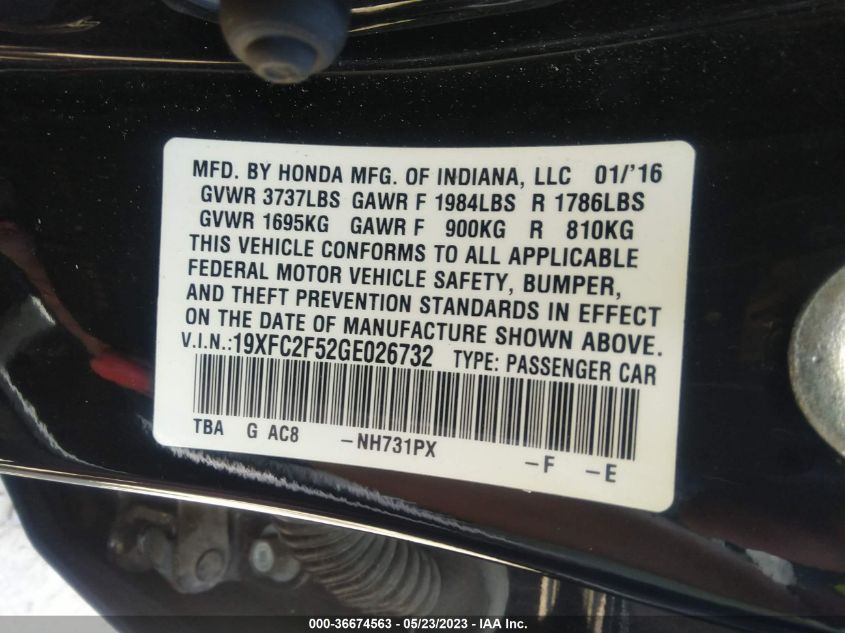 MFD. BY HONDA MFG. OF INDIANA, LLC 01/'16
GVWR 3737LBS GAWR F 1984LBS R 1786LBS
GVWR 1695KG GAWR F 900KG R 810KG
THIS VEHICLE CONFORMS TO ALL APPLICABLE
FEDERAL MOTOR VEHICLE SAFETY, BUMPER,
AND THEFT PREVENTION STANDARDS IN EFFECT
ON THE DATE OF MANUFACTURE SHOWN ABOVE.
V.I.N.:19XFC2F52GE026732 TYPE: PASSENGER CAR
TBA G AC8 -NH731PX -F -E
000-36674563 — 05/23/2023 — IAA Inc.